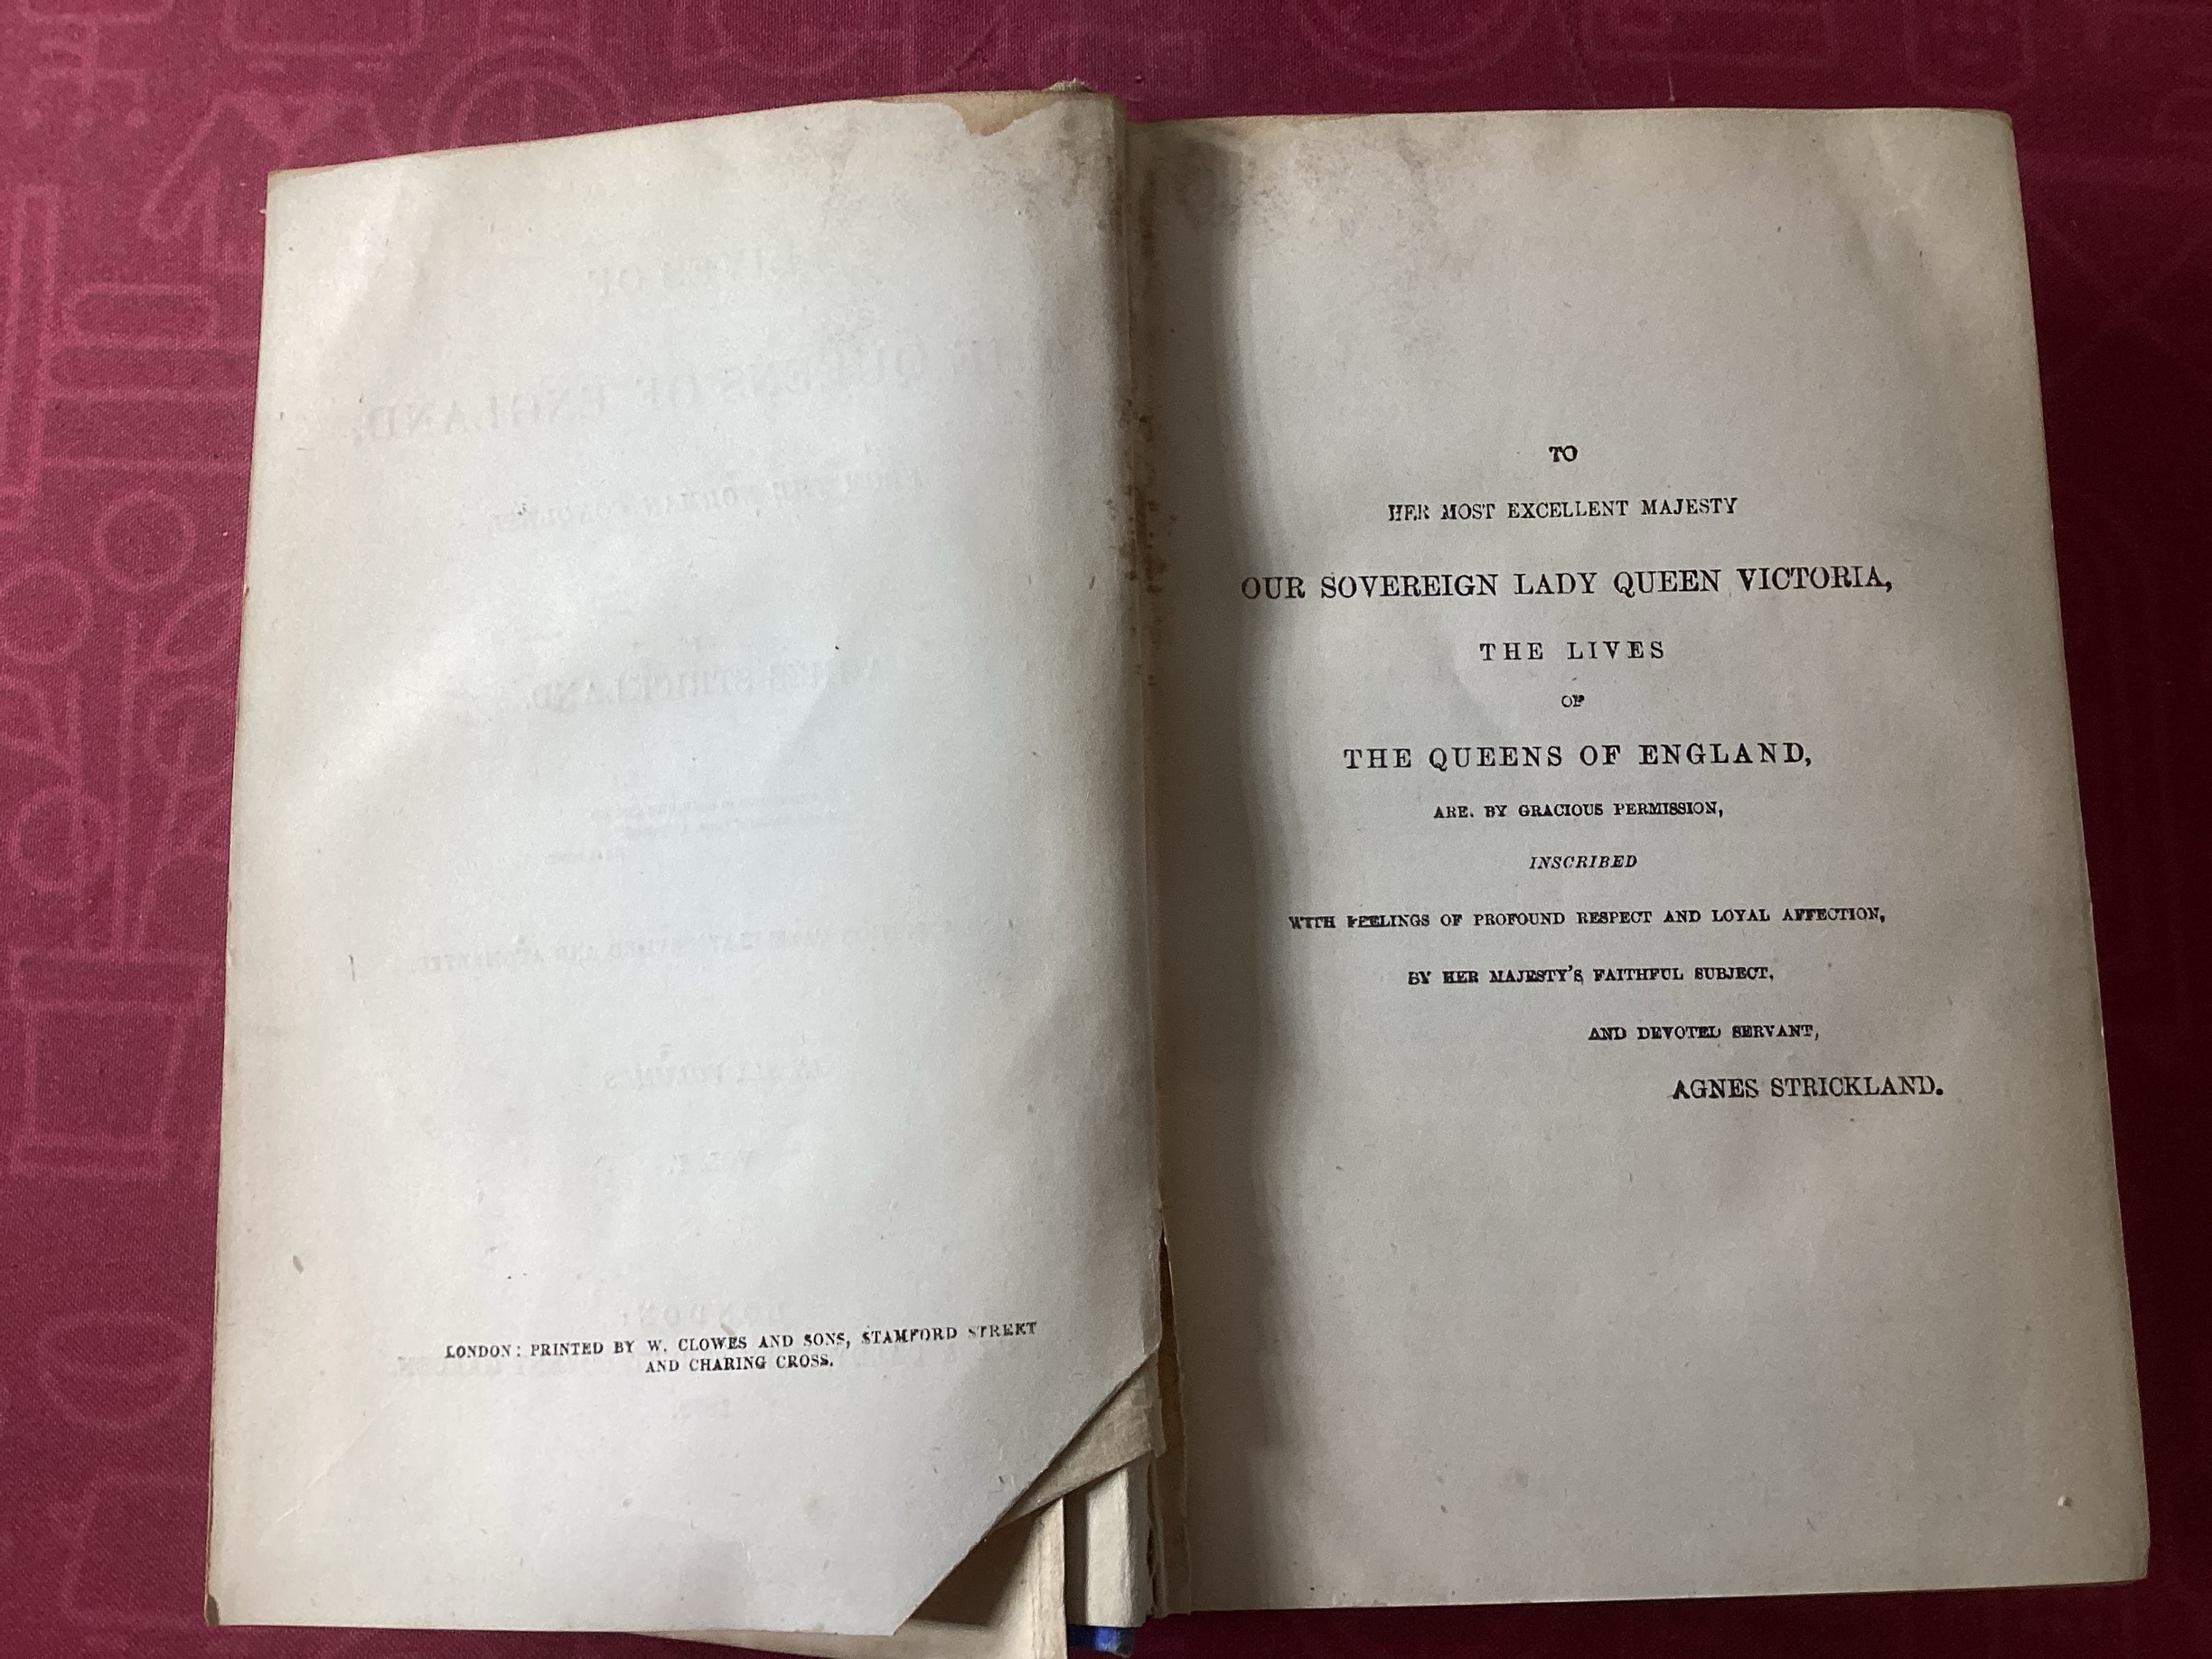 LONDON: PRINTED BY W. CLOWES AND SONS, STAMFORD STREET
AND CHARING CROSS.
TO
HER MOST EXCELLENT MAJESTY
OUR SOVEREIGN LADY QUEEN VICTORIA,
THE LIVES
OF
THE QUEENS OF ENGLAND,
ARE, BY GRACIOUS PERMISSION,
INSCRIBED
WITH FEELINGS OF PROFOUND RESPECT AND LOYAL AFFECTION,
BY HER MAJESTY'S FAITHFUL SUBJECT,
AND DEVOTED SERVANT,
AGNES STRICKLAND.